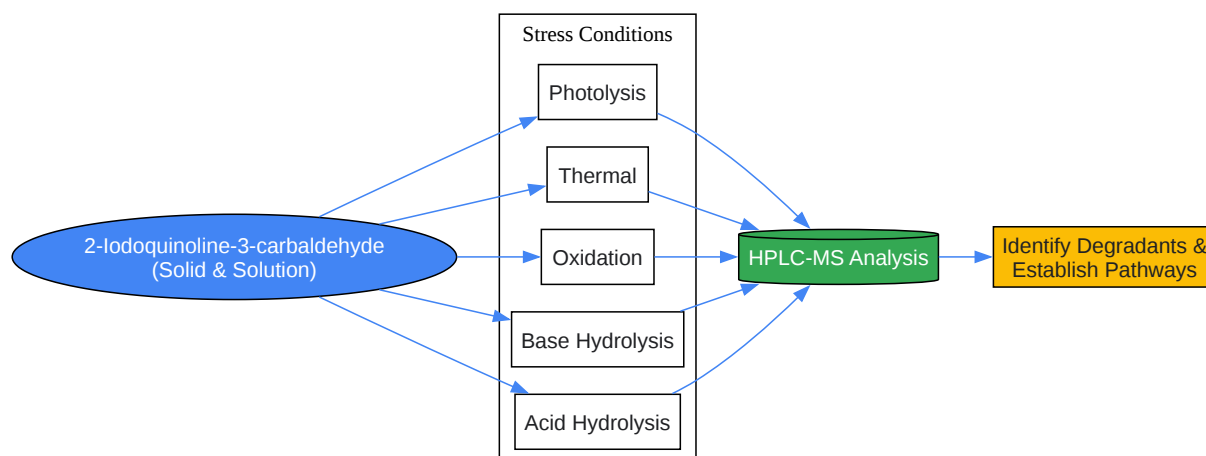 Stress Conditions
Photolysis
Thermal
2-Iodoquinoline-3-carbaldehyde
(Solid & Solution)
Oxidation
HPLC-MS Analysis
Identify Degradants &
Establish Pathways
Base Hydrolysis
Acid Hydrolysis